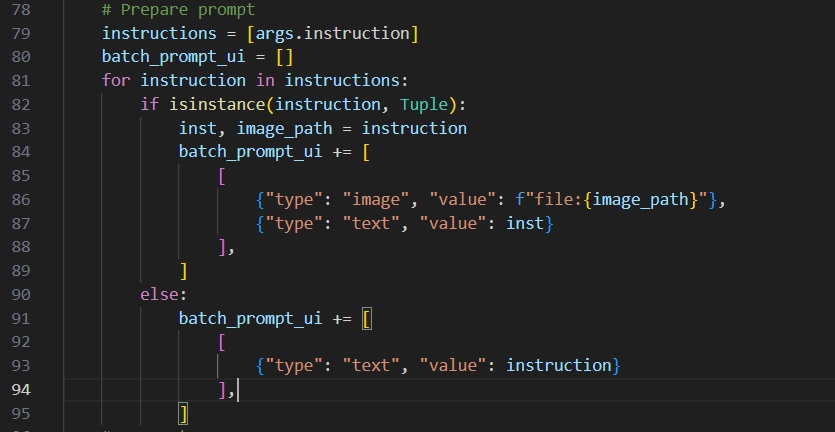 78 # Prepare prompt
79 instructions = [args.instruction]
80 batch_prompt_ui = []
81 for instruction in instructions:
82     if isinstance(instruction, Tuple):
83         inst, image_path = instruction
84         batch_prompt_ui += [
85             [
86                 {"type": "image", "value": f"file:{image_path}"},
87                 {"type": "text", "value": inst}
88             ],
89         ]
90     else:
91         batch_prompt_ui += [
92             [
93                 {"type": "text", "value": instruction}
94             ],
95         ]